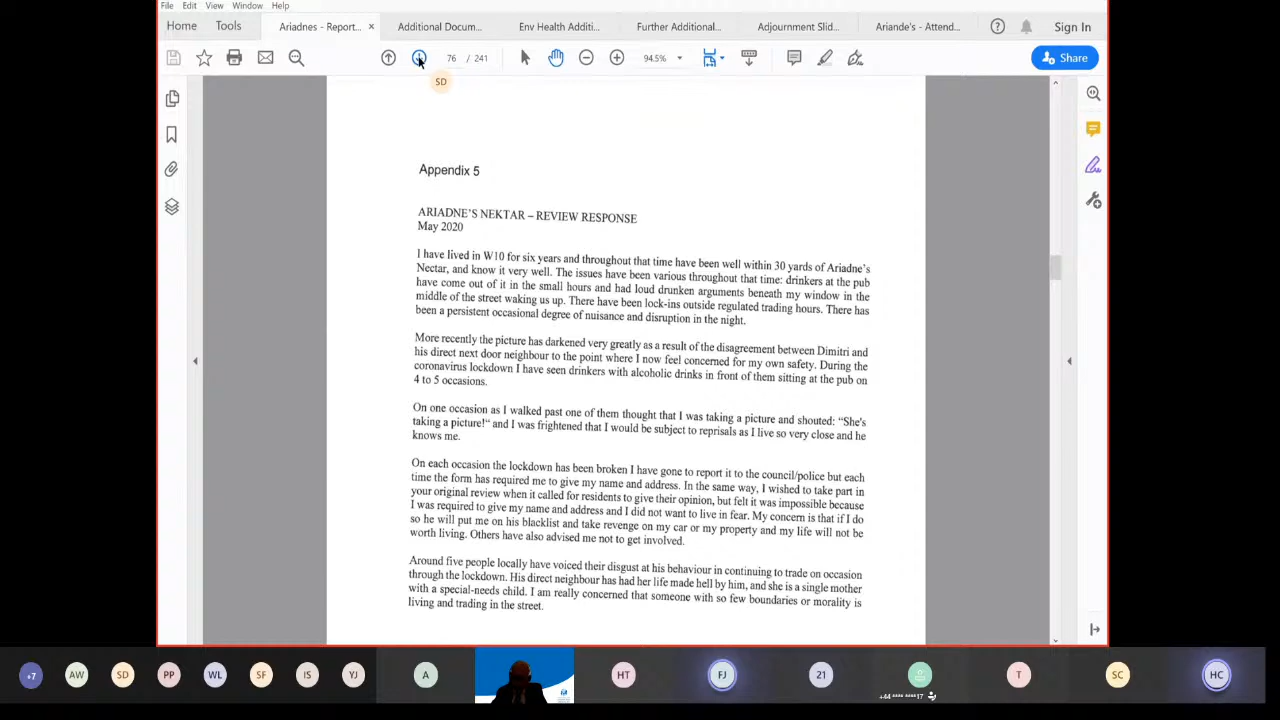 File Edit View Window Help
Home Tools Ariadnes - Report... × Additional Docum... Env Health Additi... Further Additional... Adjournment Slid... Ariande's - Attend... Sign In
76 / 241 94.5% Share
SD
Appendix 5
ARIADNE'S NEKTAR – REVIEW RESPONSE
May 2020
I have lived in W10 for six years and throughout that time have been well within 30 yards of Ariadne's
Nectar, and know it very well. The issues have been various throughout that time: drinkers at the pub
have come out of it in the small hours and had loud drunken arguments beneath my window in the
middle of the street waking us up. There have been lock-ins outside regulated trading hours. There has
been a persistent occasional degree of nuisance and disruption in the night.
More recently the picture has darkened very greatly as a result of the disagreement between Dimitri and
his direct next door neighbour to the point where I now feel concerned for my own safety. During the
coronavirus lockdown I have seen drinkers with alcoholic drinks in front of them sitting at the pub on
4 to 5 occasions.
On one occasion as I walked past one of them thought that I was taking a picture and shouted: "She's
taking a picture!" and I was frightened that I would be subject to reprisals as I live so very close and he
knows me.
On each occasion the lockdown has been broken I have gone to report it to the council/police but each
time the form has required me to give my name and address. In the same way, I wished to take part in
your original review when it called for residents to give their opinion, but felt it was impossible because
I was required to give my name and address and I did not want to live in fear. My concern is that if I do
so he will put me on his blacklist and take revenge on my car or my property and my life will not be
worth living. Others have also advised me not to get involved.
Around five people locally have voiced their disgust at his behaviour in continuing to trade on occasion
through the lockdown. His direct neighbour has had her life made hell by him, and she is a single mother
with a special-needs child. I am really concerned that someone with so few boundaries or morality is
living and trading in the street.
+7 AW SD PP WL SF IS YJ A HT FJ 21 T SC HC
+44 **** ****17